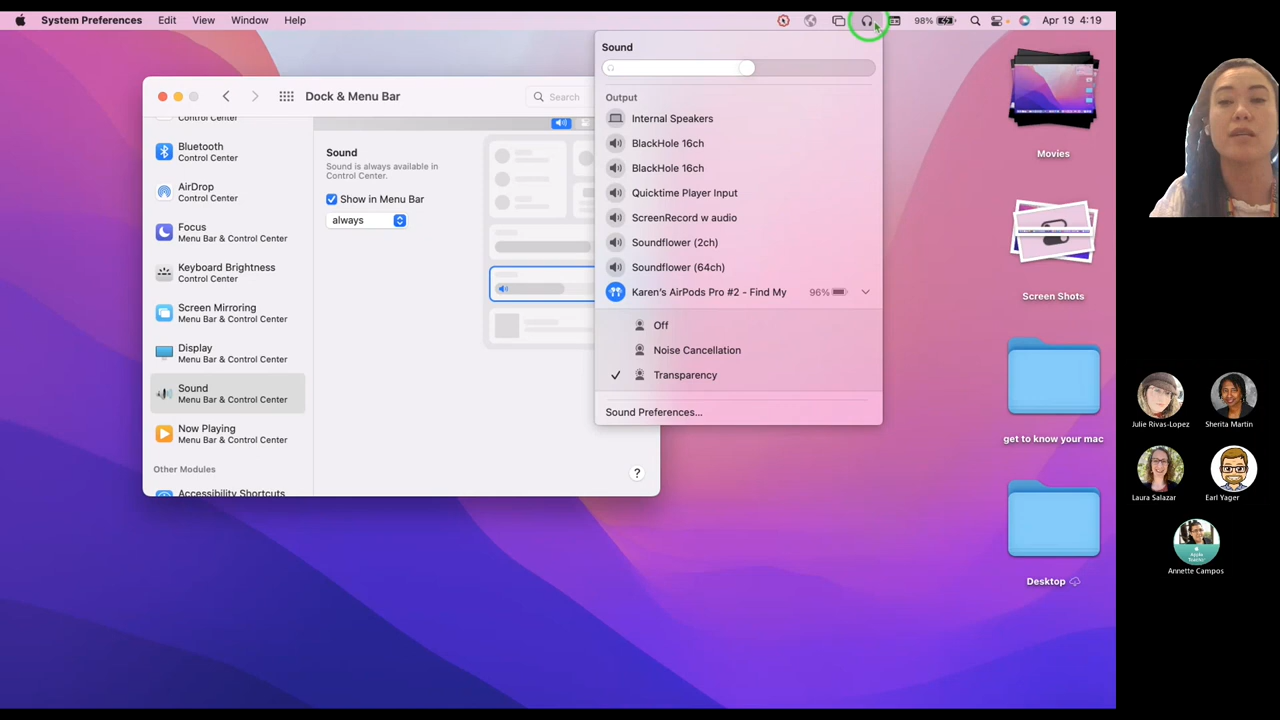 System Preferences Edit View Window Help
98% Apr 19 4:19
Dock & Menu Bar
Search
Control Center
Bluetooth
Control Center
AirDrop
Control Center
Focus
Menu Bar & Control Center
Keyboard Brightness
Control Center
Screen Mirroring
Menu Bar & Control Center
Display
Menu Bar & Control Center
Sound
Menu Bar & Control Center
Now Playing
Menu Bar & Control Center
Other Modules
Accessibility Shortcuts
Sound
Sound is always available in
Control Center.
Show in Menu Bar
always
?
Sound
Output
Internal Speakers
BlackHole 16ch
BlackHole 16ch
Quicktime Player Input
ScreenRecord w audio
Soundflower (2ch)
Soundflower (64ch)
Karen's AirPods Pro #2 - Find My 96%
Off
Noise Cancellation
Transparency
Sound Preferences...
Movies
Screen Shots
get to know your mac
Desktop
Julie Rivas-Lopez
Sherita Martin
Laura Salazar
Earl Yager
Apple
Teacher
Annette Campos